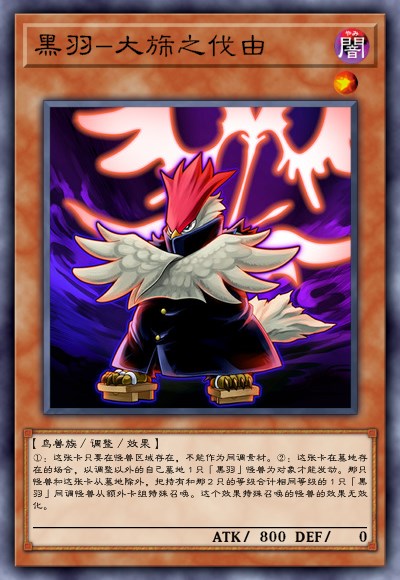 黑羽-大旆之伐由
やみ
闇
【鸟兽族/调整/效果】
①:这张卡只要在怪兽区域存在,不能作为同调素材。②:这张卡在墓地存
在的场合,以调整以外的自己墓地1只「黑羽」怪兽为对象才能发动。那只
怪兽和这张卡从墓地除外,把持有和那2只的等级合计相同等级的1只「黑
羽」同调怪兽从额外卡组特殊召唤。这个效果特殊召唤的怪兽的效果无效
化。
ATK/ 800 DEF/ 0